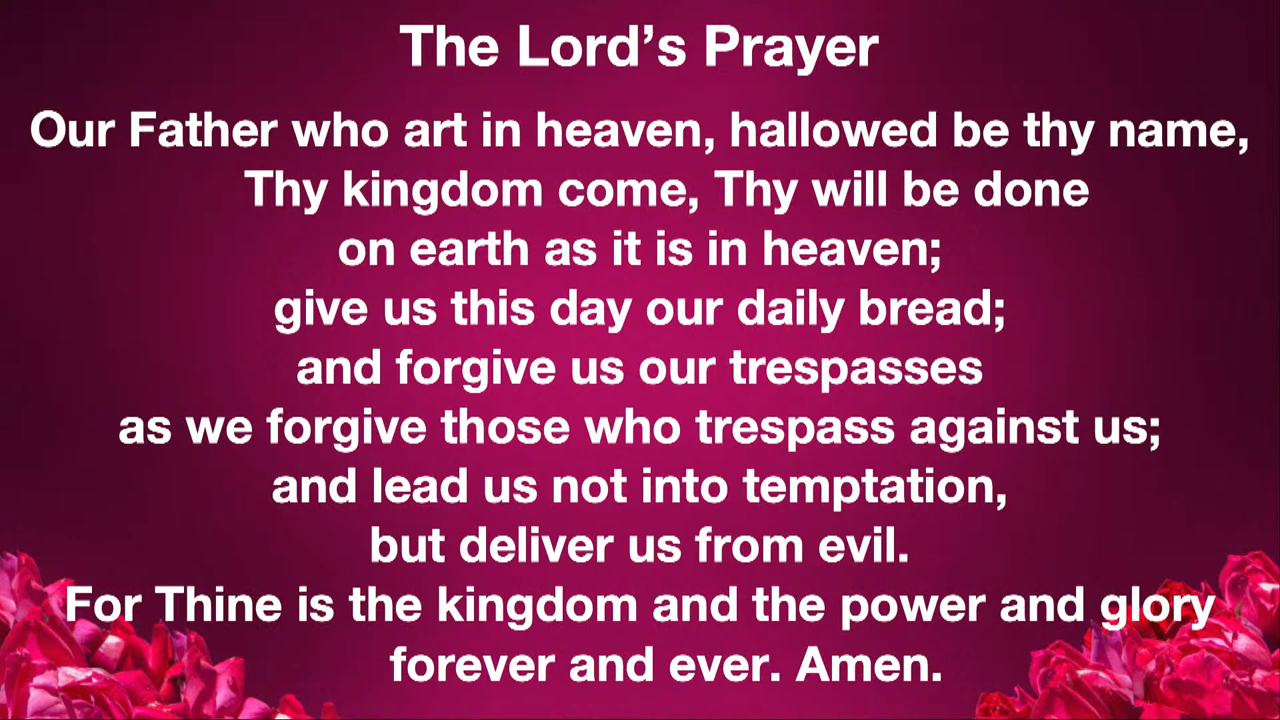 The Lord’s Prayer
Our Father who art in heaven, hallowed be thy name,
Thy kingdom come, Thy will be done
on earth as it is in heaven;
give us this day our daily bread;
and forgive us our trespasses
as we forgive those who trespass against us;
and lead us not into temptation,
but deliver us from evil.
For Thine is the kingdom and the power and glory
forever and ever. Amen.